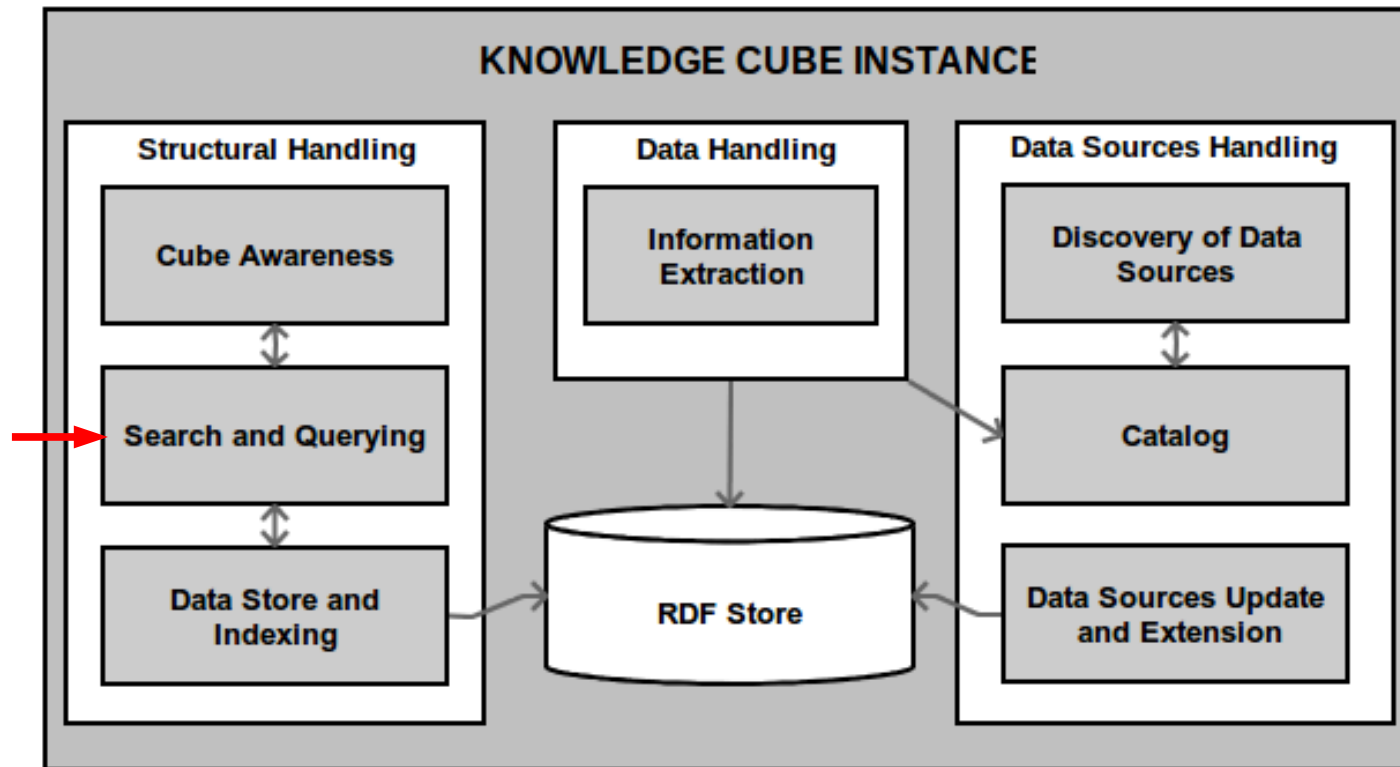 KNOWLEDGE CUBE INSTANCE
Structural Handling
Cube Awareness
Search and Querying
Data Store and
Indexing
Data Handling
Information
Extraction
RDF Store
Data Sources Handling
Discovery of Data
Sources
Catalog
Data Sources Update
and Extension